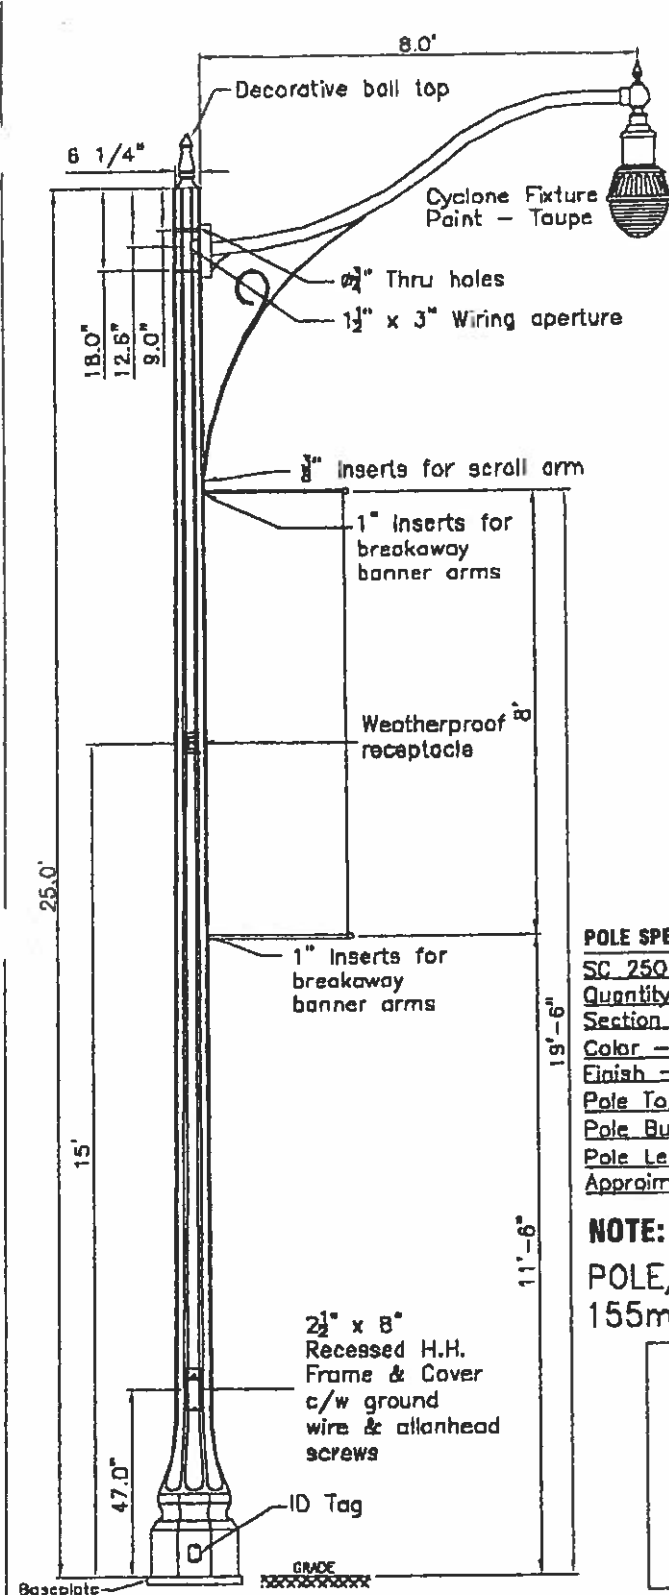 8.0'
Decorative ball top
6 1/4"
Cyclone Fixture
Paint - Taupe
ø¾" Thru holes
1½" x 3" Wiring aperture
18.0"
12.6"
9.0"
Inserts for scroll arm
1" Inserts for
breakaway
banner arms
Weatherproof
receptacle
8'
25.0'
1" Inserts for
breakaway
banner arms
19'-6"
15'
11'-6"
POLE SPE
SC 250
Quantity
Section
Color -
Finish -
Pole To
Pole Bu
Pole Le
Approim
NOTE:
POLE,
155m
2½" x 8"
Recessed H.H.
Frame & Cover
c/w ground
wire & allanhead
screws
47.0"
ID Tag
GRADE
Baseplate